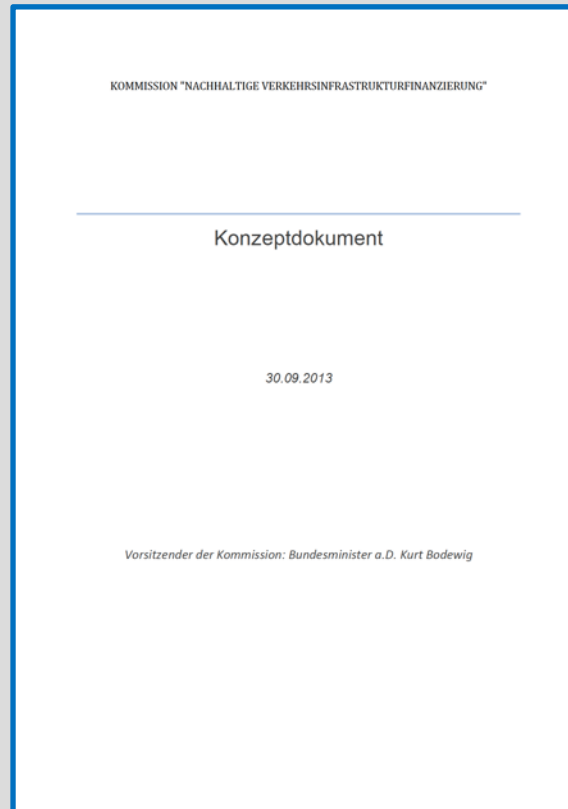 KOMMISSION "NACHHALTIGE VERKEHRSINFRASTRUKTURFINANZIERUNG"
Konzeptdokument
30.09.2013
Vorsitzender der Kommission: Bundesminister a.D. Kurt Bodewig